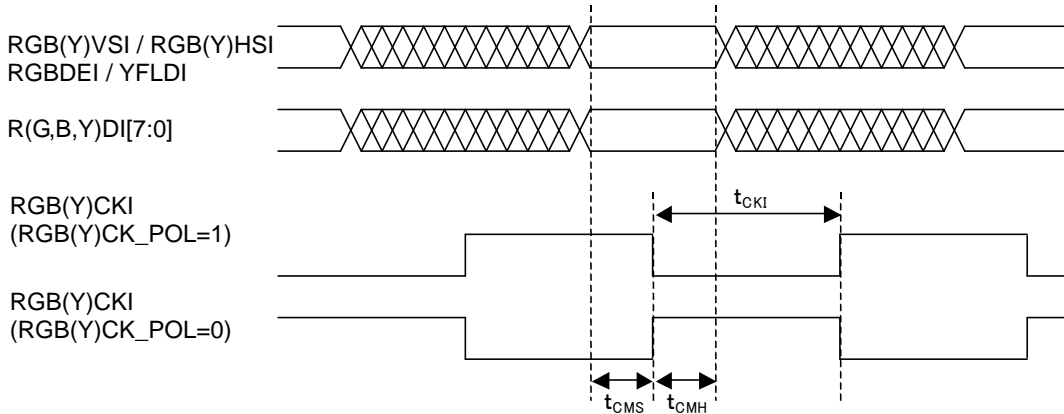 RGB(Y)VSI / RGB(Y)HSI
RGBDEI / YFLDI
R(G,B,Y)DI[7:0]
RGB(Y)CKI
(RGB(Y)CK_POL=1)
tCKI
RGB(Y)CKI
(RGB(Y)CK_POL=0)
tCMS
tCMH